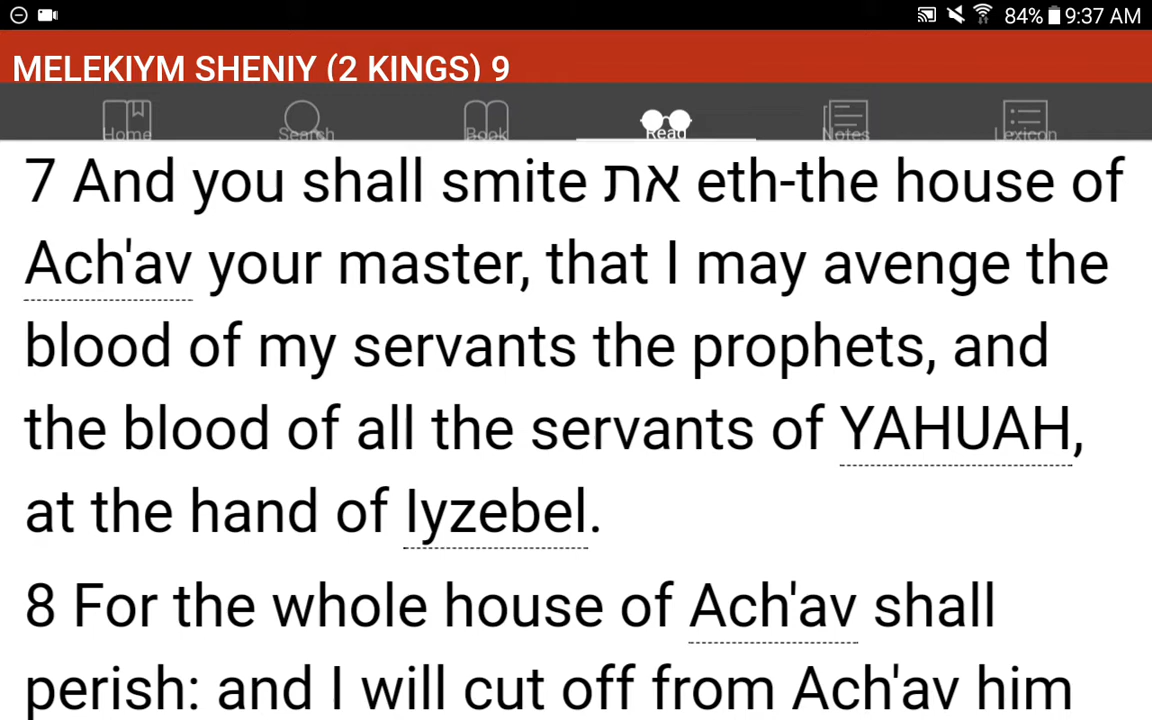 84% 9:37 AM
MELEKIYM SHENIY (2 KINGS) 9
Home Search Book Read Notes Lexicon
7 And you shall smite את eth-the house of
Ach'av your master, that I may avenge the
blood of my servants the prophets, and
the blood of all the servants of YAHUAH,
at the hand of Iyzebel.
8 For the whole house of Ach'av shall
perish: and I will cut off from Ach'av him